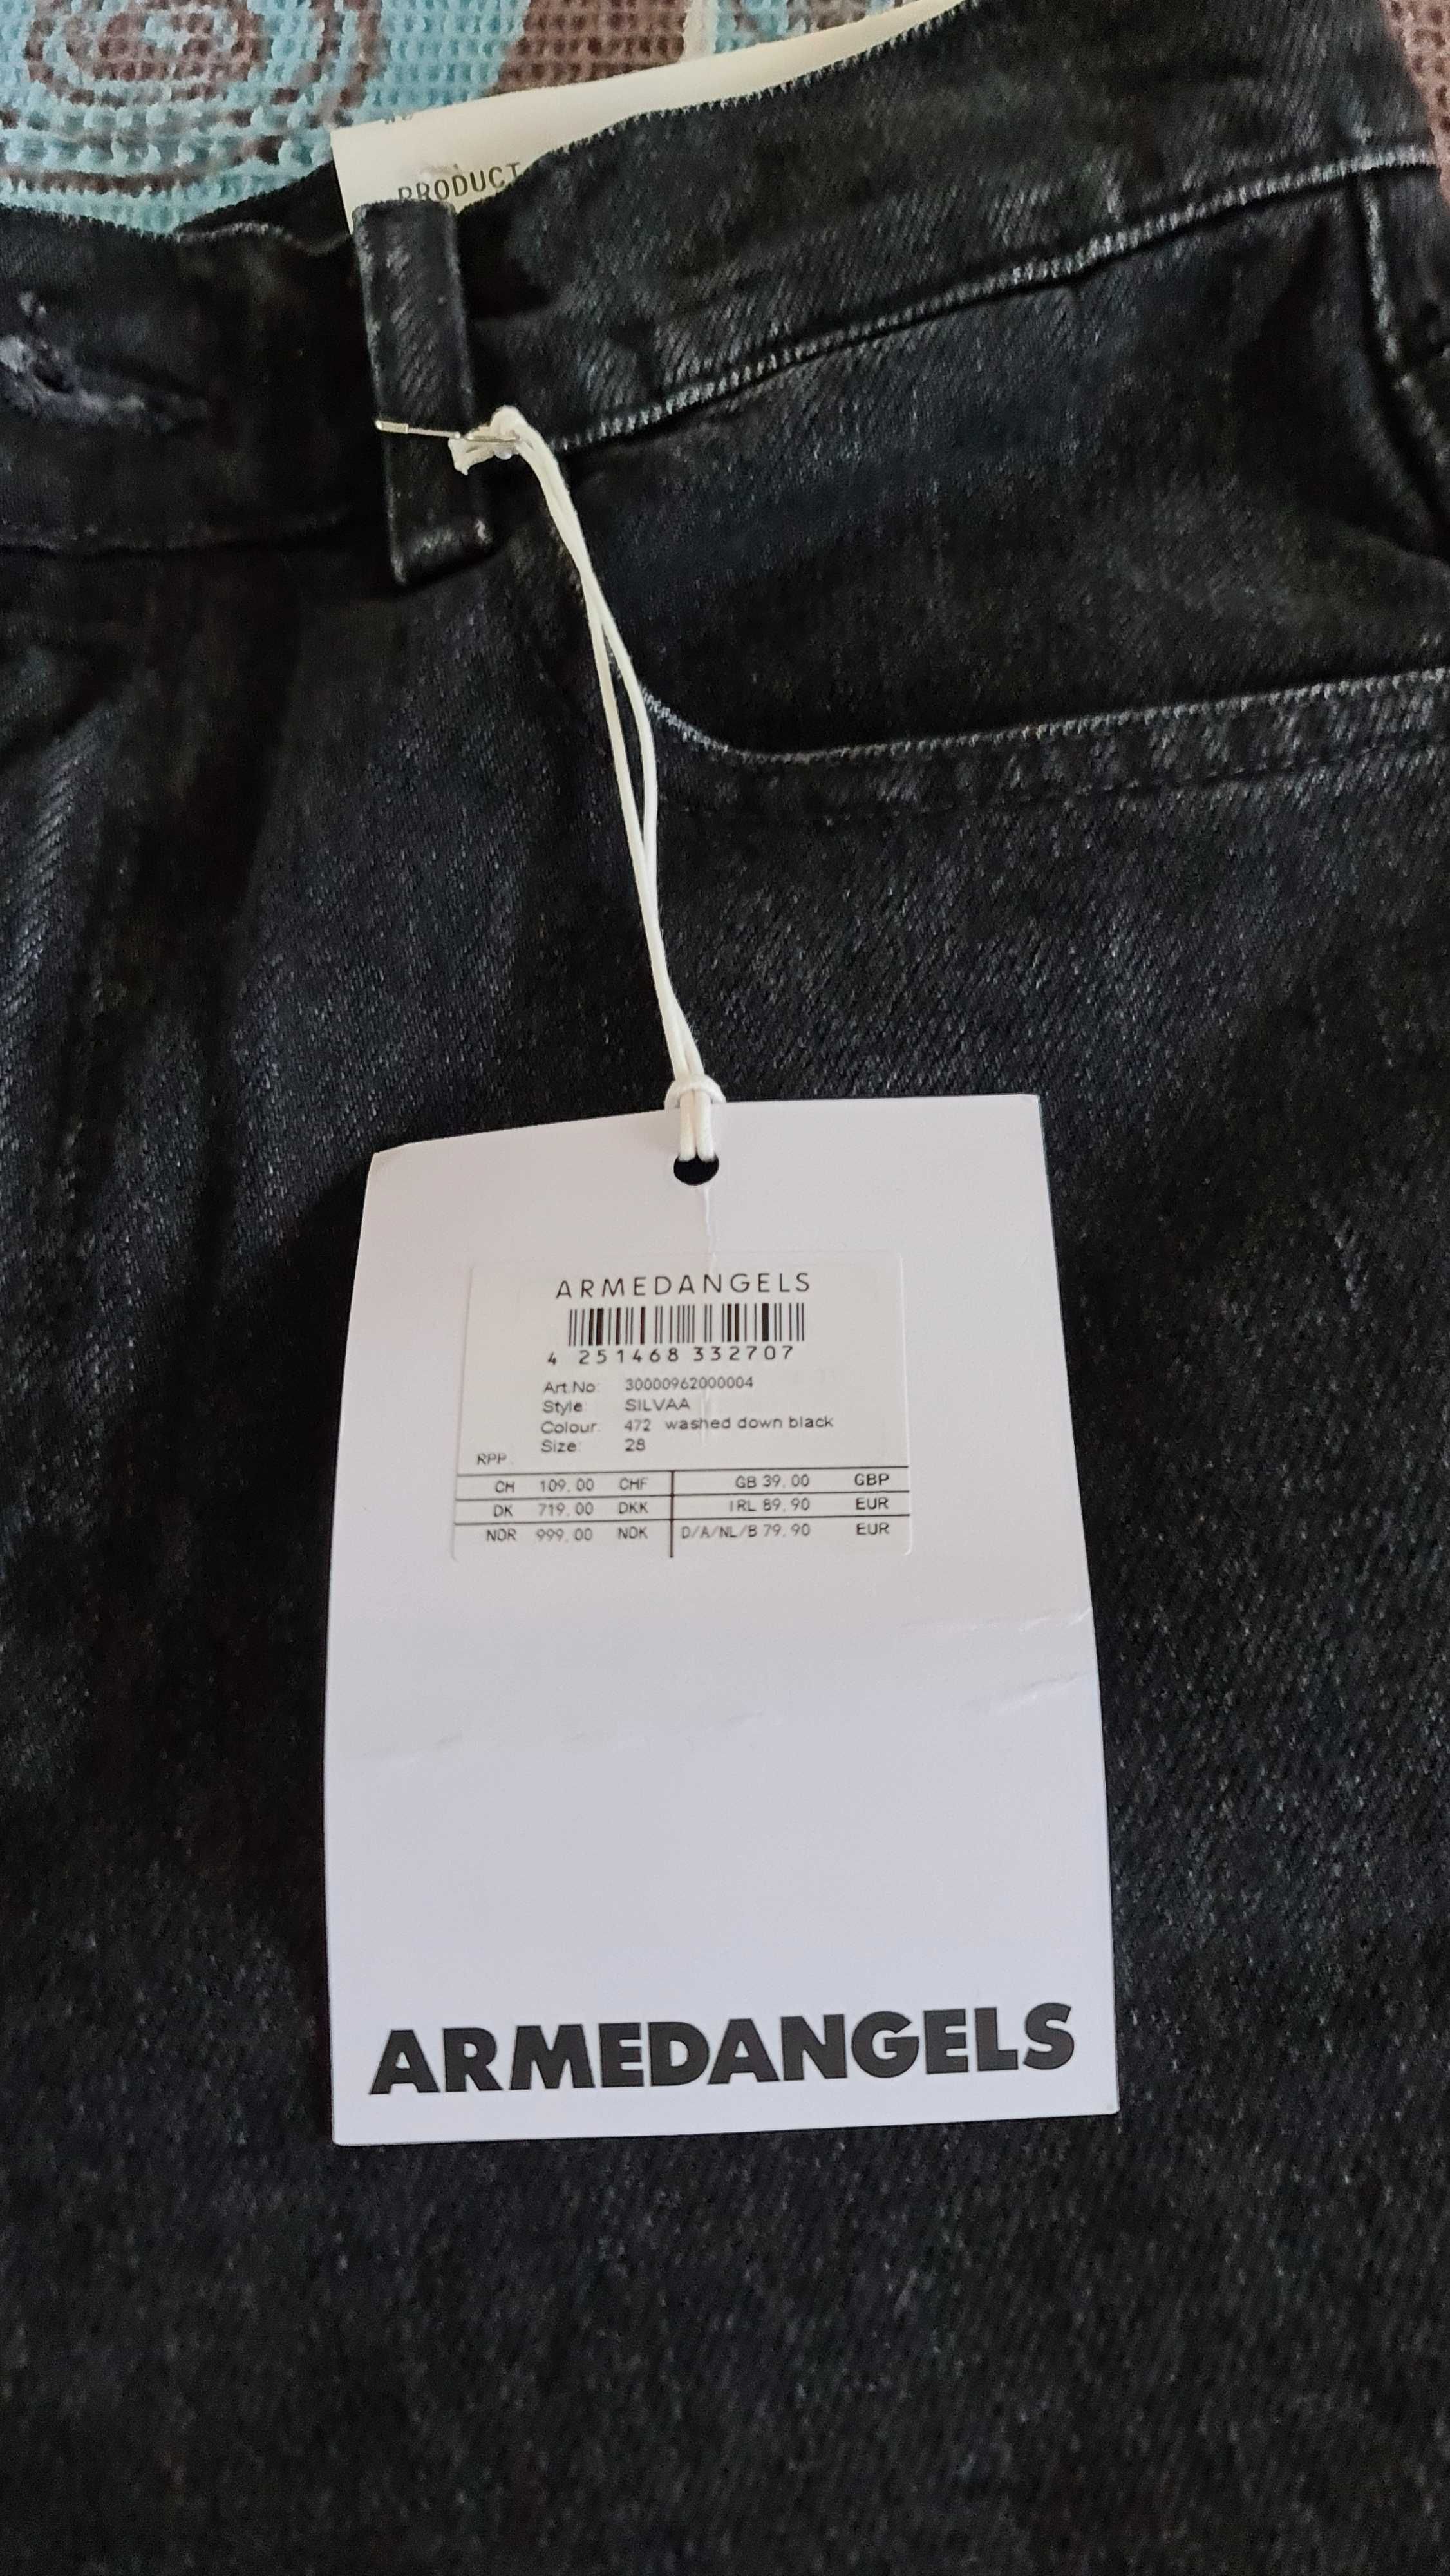 PRODUCT
ARMEDANGELS
4 251468 332707
Art.No: 30000962000004
Style: SILVAA
Colour: 472 washed down black
Size: 28
RPP.
CH 109.00 CHF GB 39.00 GBP
DK 719.00 DKK IRL 89.90 EUR
NOR 999.00 NOK D/A/NL/B 79.90 EUR
ARMEDANGELS